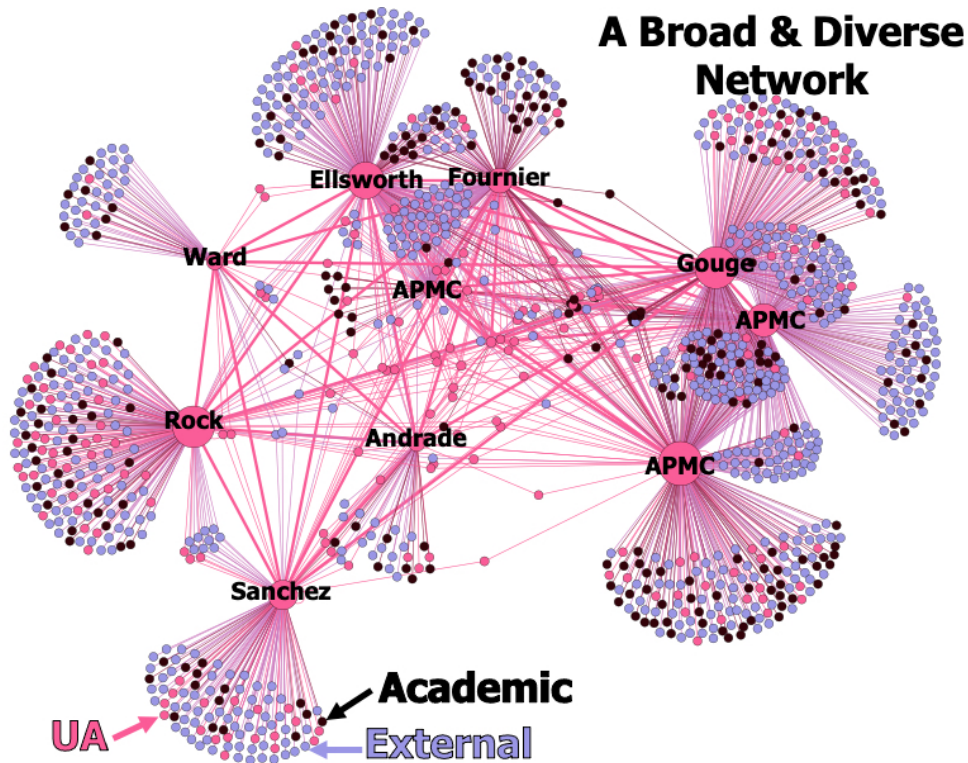 A Broad & Diverse
Network
Ellsworth
Fournier
Ward
Gouge
APMC
APMC
Rock
Andrade
APMC
Sanchez
Academic
UA
External